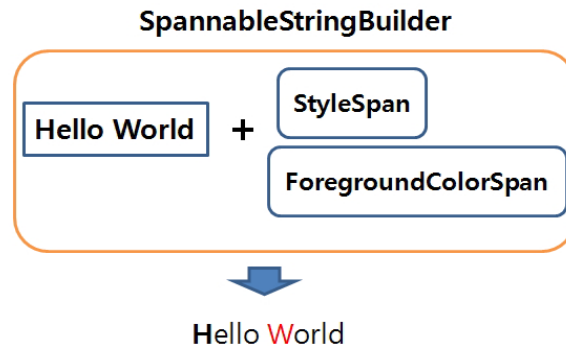 SpannableStringBuilder
StyleSpan
Hello World +
ForegroundColorSpan
Hello World